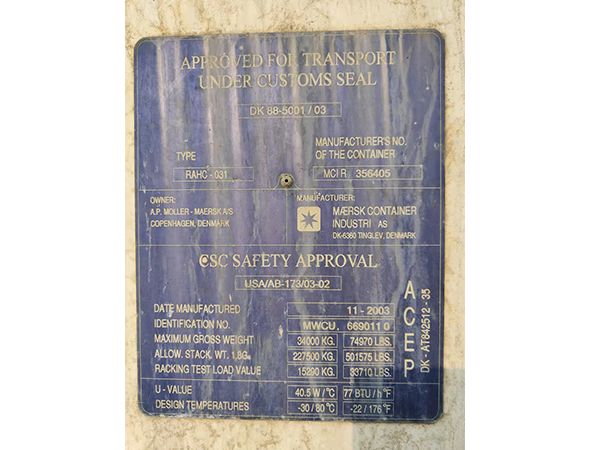 APPROVED FOR TRANSPORT
UNDER CUSTOMS SEAL
DK 88-5001 / 03
TYPE
RAHC - 031
MANUFACTURER'S NO.
OF THE CONTAINER
MCI R 356405
OWNER:
A.P. MOLLER - MAERSK A/S
COPENHAGEN, DENMARK
MANUFACTURER:
MÆRSK CONTAINER
INDUSTRI AS
DK-6360 TINGLEV, DENMARK
CSC SAFETY APPROVAL
USA/AB-173/03-02
DATE MANUFACTURED 11 - 2003
IDENTIFICATION NO. MWCU 669011 0
MAXIMUM GROSS WEIGHT 34000 KG. 74970 LBS.
ALLOW. STACK. WT. 1,8G. 227500 KG. 501575 LBS.
RACKING TEST LOAD VALUE 15290 KG. 33710 LBS.
U - VALUE 40.5 W / °C 77 BTU / h °F
DESIGN TEMPERATURES -30 / 80 °C -22 / 176 °F
ACEP
DK - AT842512 - 35